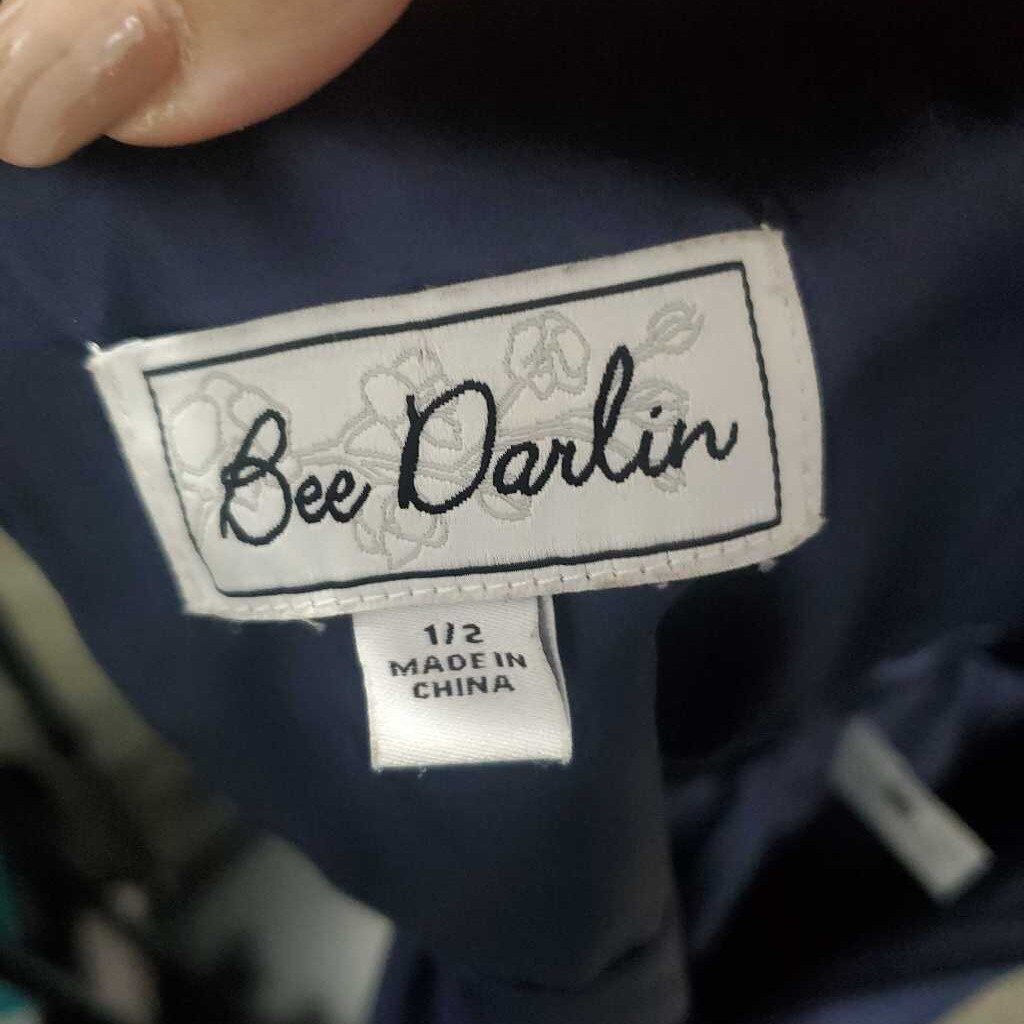 Bee Darlin
1/2
MADE IN
CHINA